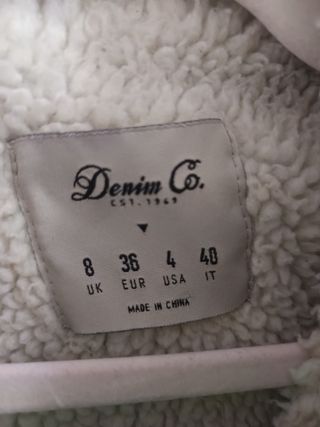 Denim Co.
EST. 1969
8 36 4 40
UK EUR USA IT
MADE IN CHINA